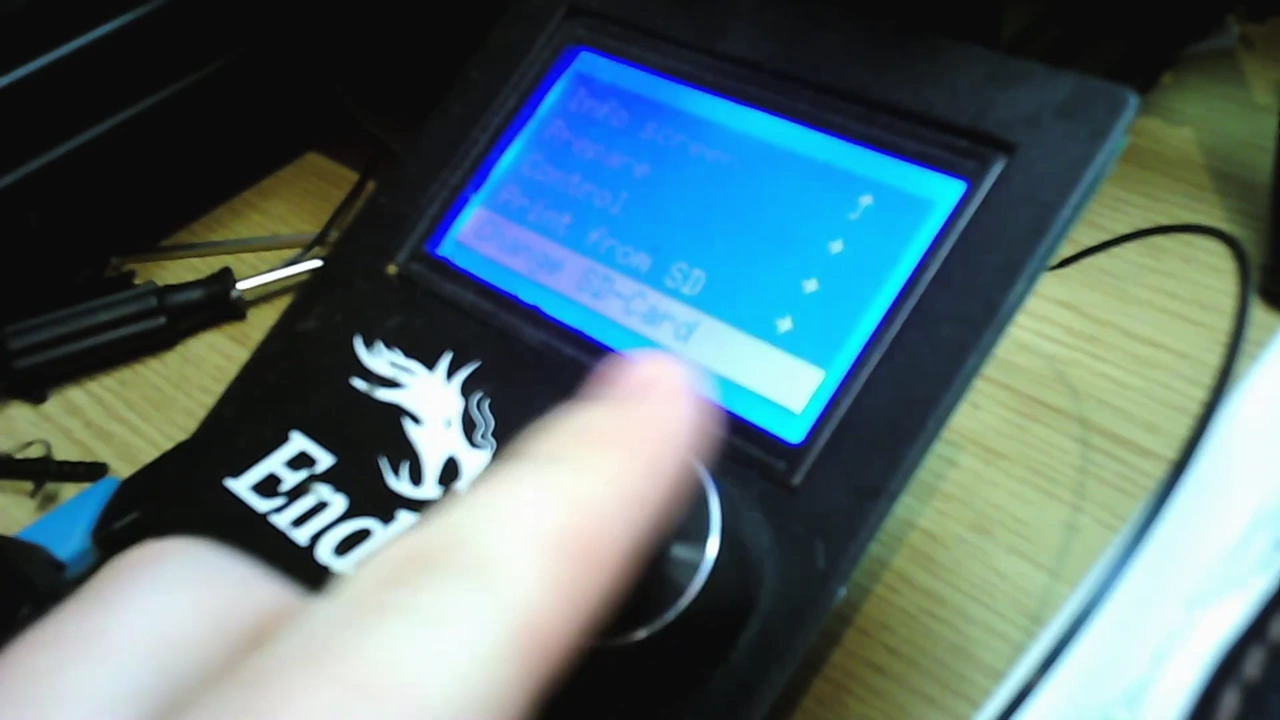 Info screen
Prepare
Control
Print from SD
Change SD-Card
End